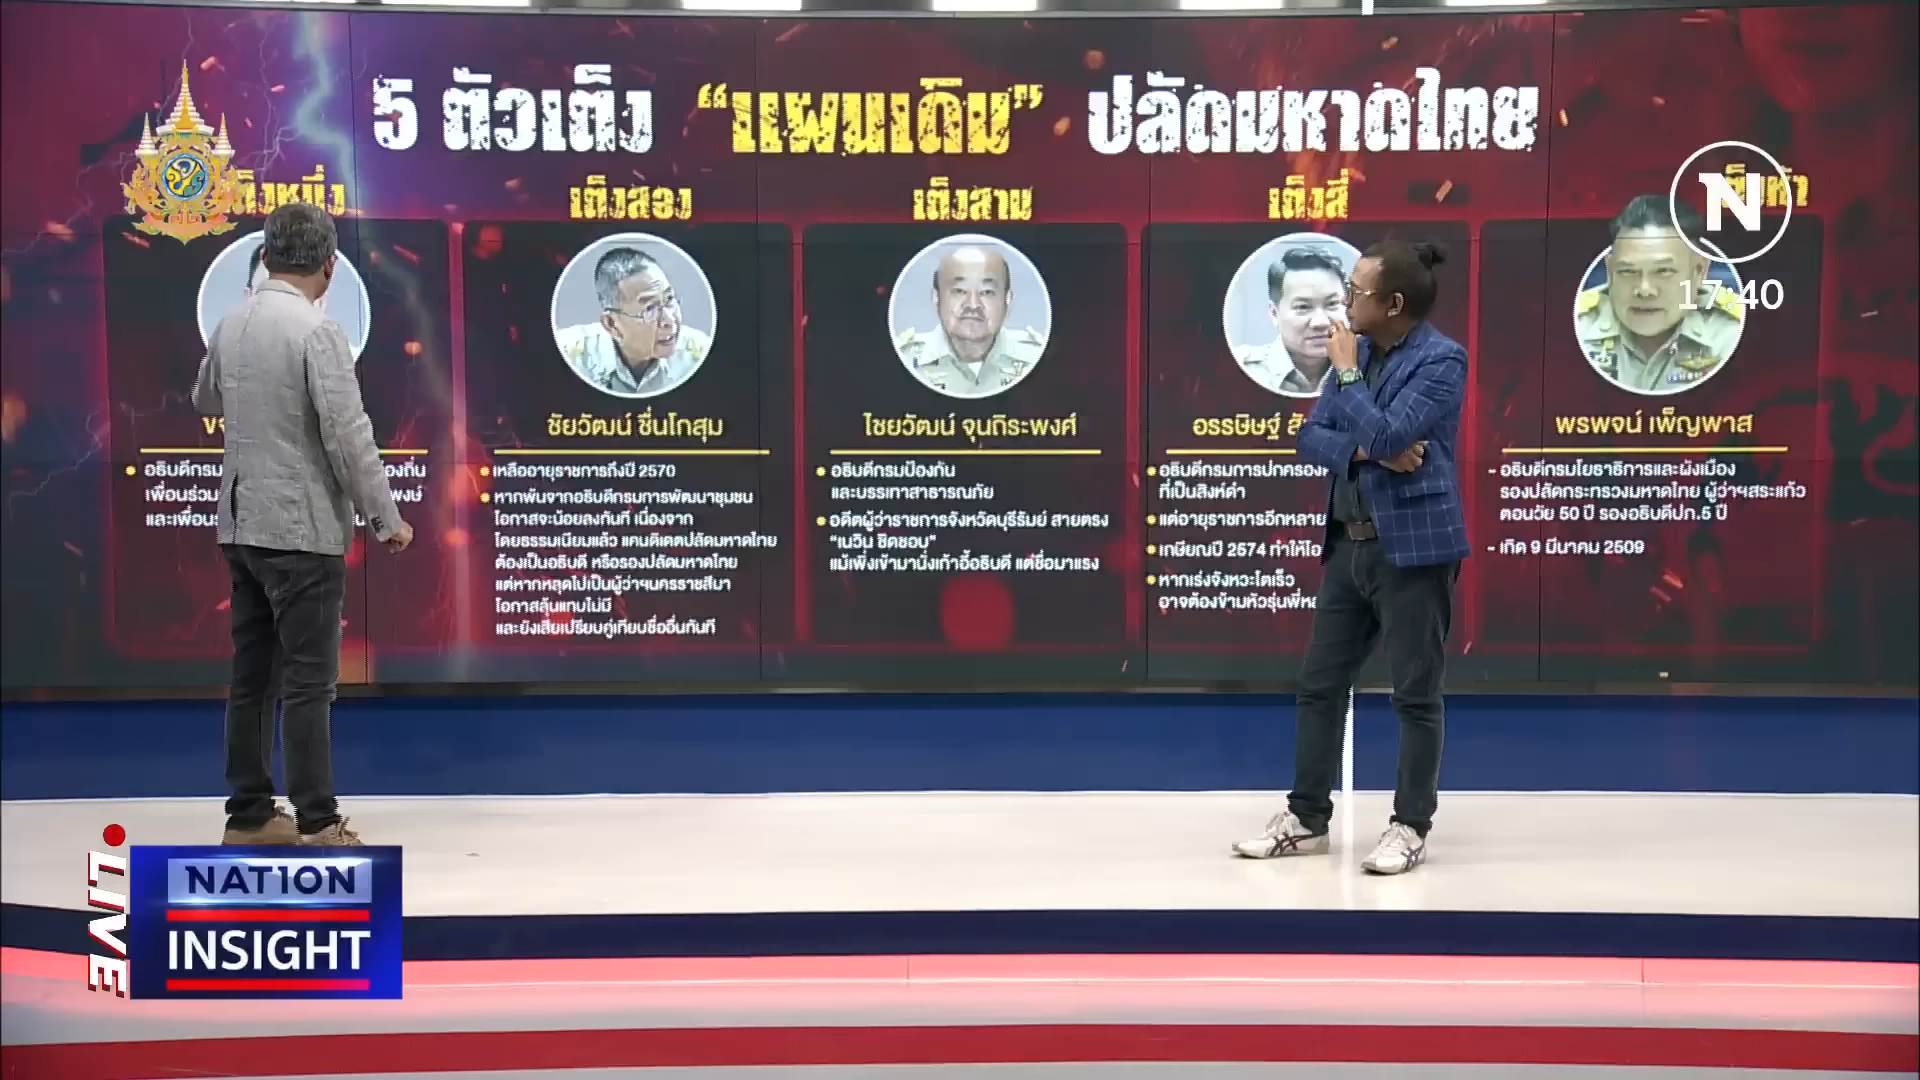 5 ตัวเต็ง “แผนเดิม” ปลัดมหาดไทย
เต็งสอง
เต็งสาม
เต็งสี่
N
17:40
ชัยวัฒน์ ชื่นโกสุม
ไชยวัฒน์ จุนถิระพงศ์
อรรษิษฐ์
พรพจน์ เพ็ญพาส
อธิบดีกรม
เพื่อนร่วม
และเพื่อน
เหลืออายุราชการถึงปี 2570
หากพ้นจากอธิบดีกรมการพัฒนาชุมชน
โอกาสจะน้อยลงทันที เนื่องจาก
โดยธรรมเนียมแล้ว แคนดิเดตปลัดมหาดไทย
ต้องเป็นอธิบดี หรือรองปลัดมหาดไทย
แต่หากหลุดไปเป็นผู้ว่าฯนครราชสีมา
โอกาสลุ้นแทบไม่มี
และยังเสียเปรียบคู่เทียบชื่ออื่นทันที
อธิบดีกรมป้องกัน
และบรรเทาสาธารณภัย
อดีตผู้ว่าราชการจังหวัดบุรีรัมย์ สายตรง
“เนวิน ชิดชอบ”
แม้เพิ่งเข้ามานั่งเก้าอี้อธิบดี แต่ชื่อมาแรง
อธิบดีกรมการปกครอง
ที่เป็นสิงห์ดำ
แต่อายุราชการอีกหลาย
เกษียณปี 2574 ทำให้โอ
หากเร่งจังหวะโตเร็ว
อาจต้องข้ามหัวรุ่นพี่
- อธิบดีกรมโยธาธิการและผังเมือง
รองปลัดกระทรวงมหาดไทย ผู้ว่าฯสระแก้ว
ตอนวัย 50 ปี รองอธิบดีปภ.5 ปี
- เกิด 9 มีนาคม 2509
LIVE
NATION
INSIGHT